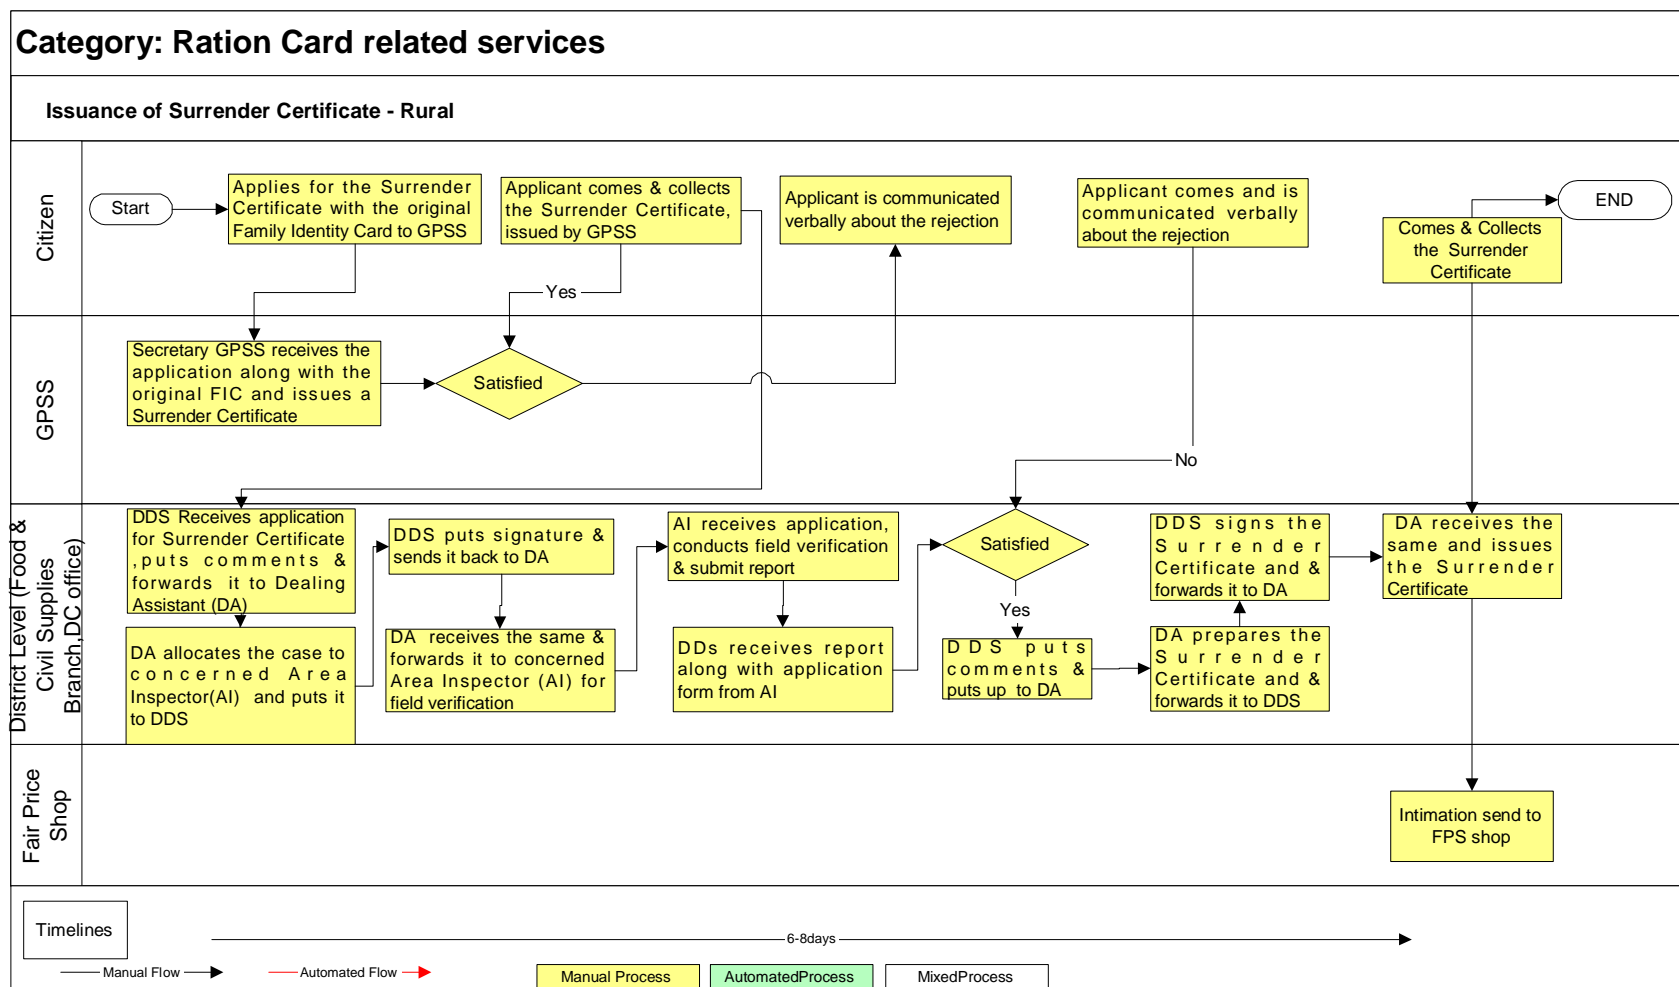 Category: Ration Card related services
Issuance of Surrender Certificate - Rural
Citizen
Start
Applies for the Surrender
Certificate with the original
Family Identity Card to GPSS
Applicant comes & collects
the Surrender Certificate,
issued by GPSS
Applicant is communicated
verbally about the rejection
Applicant comes and is
communicated verbally
about the rejection
END
Comes & Collects
the Surrender
Certificate
Yes
GPSS
Secretary GPSS receives the
application along with the
original FIC and issues a
Surrender Certificate
Satisfied
No
District Level (Food &
Civil Supplies
Branch,DC office)
DDS Receives application
for Surrender Certificate
,puts comments &
forwards it to Dealing
Assistant (DA)
DDS puts signature &
sends it back to DA
AI receives application,
conducts field verification
& submit report
Satisfied
DDS signs the
Surrender
Certificate and &
forwards it to DA
DA receives the
same and issues
the Surrender
Certificate
Yes
DA allocates the case to
concerned Area
Inspector(AI) and puts it
to DDS
DA receives the same &
forwards it to concerned
Area Inspector (AI) for
field verification
DDs receives report
along with application
form from AI
DDS puts
comments &
puts up to DA
DA prepares the
Surrender
Certificate and &
forwards it to DDS
Fair Price
Shop
Intimation send to
FPS shop
Timelines
6-8days
Manual Flow
Automated Flow
Manual Process
AutomatedProcess
MixedProcess